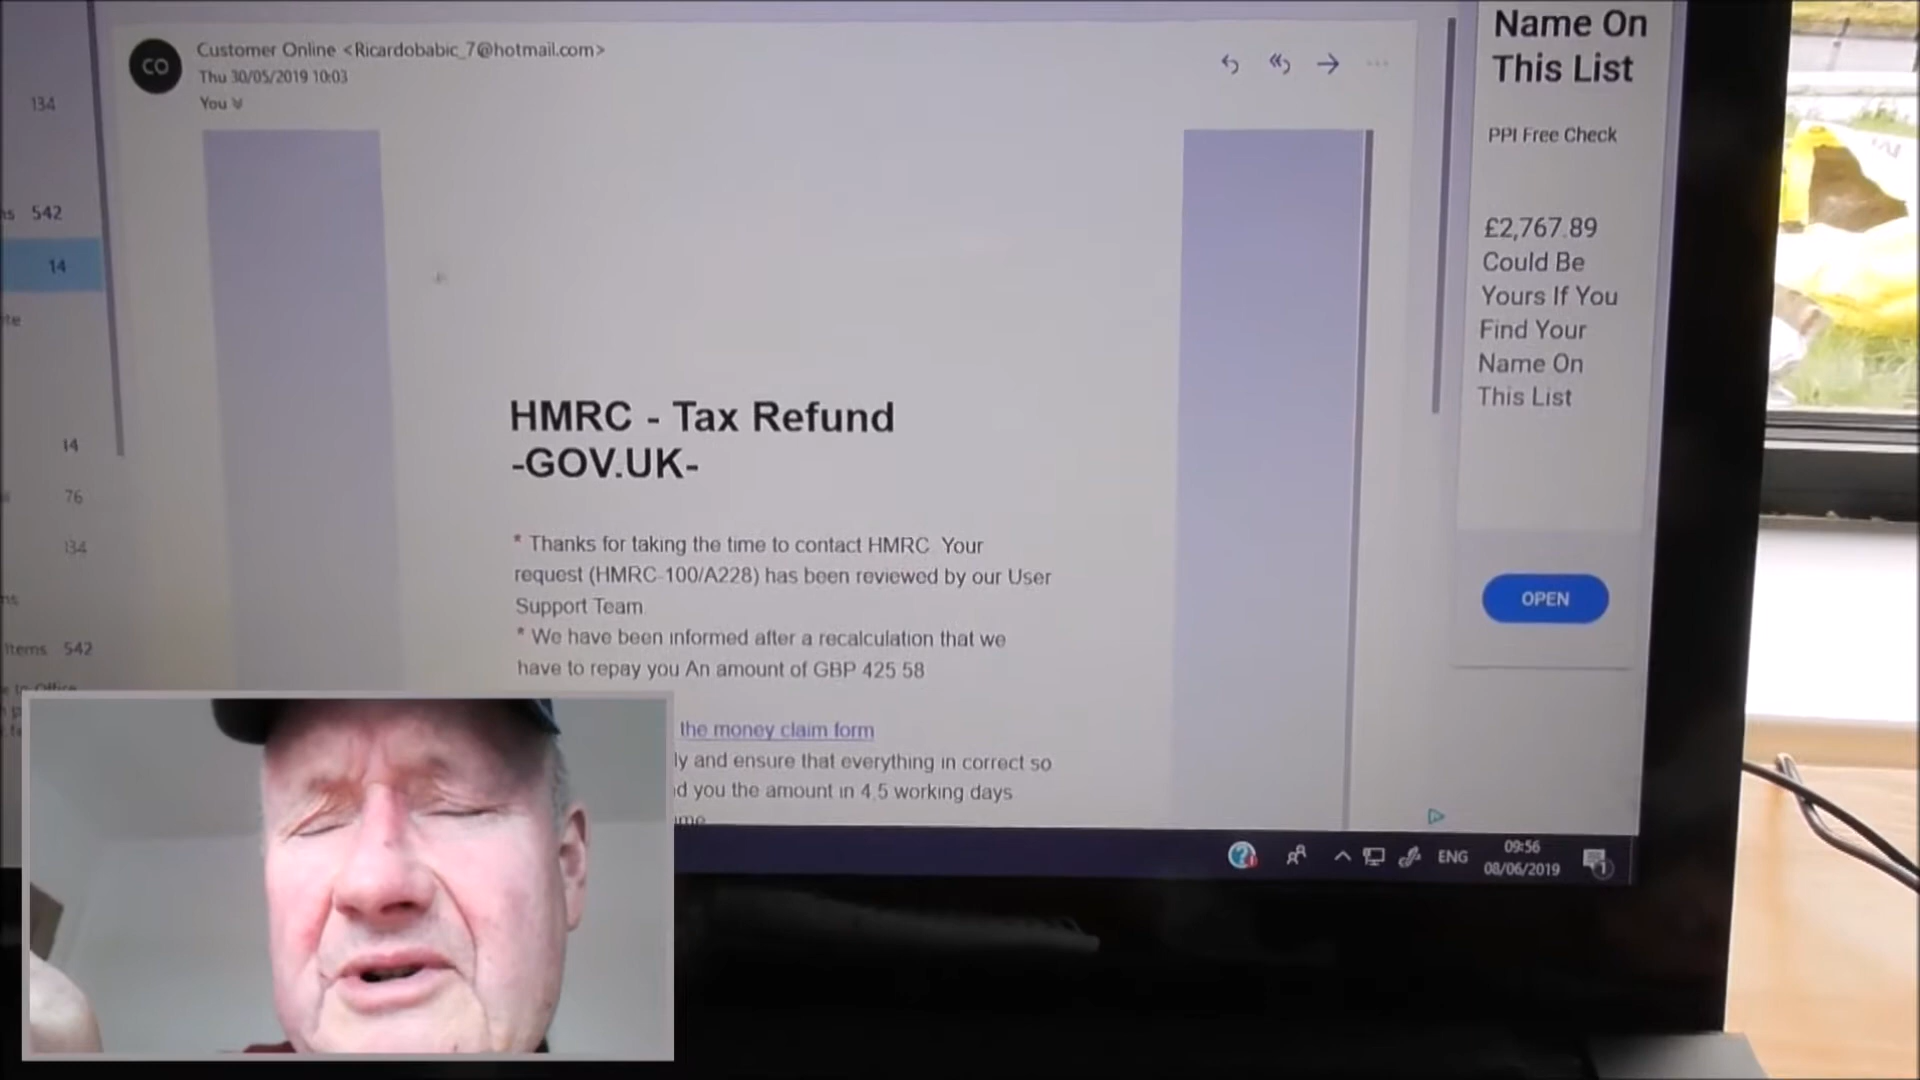 CO
Customer Online <Ricardobabic_7@hotmail.com>
Thu 30/05/2019 10:03
You
134
542
14
14
76
134
Items 542
HMRC - Tax Refund
-GOV.UK-
* Thanks for taking the time to contact HMRC Your
request (HMRC-100/A228) has been reviewed by our User
Support Team
* We have been informed after a recalculation that we
have to repay you An amount of GBP 425 58
the money claim form
and ensure that everything in correct so
you the amount in 4,5 working days
Name On
This List
PPI Free Check
£2,767.89
Could Be
Yours If You
Find Your
Name On
This List
OPEN
ENG
09:56
08/06/2019
1